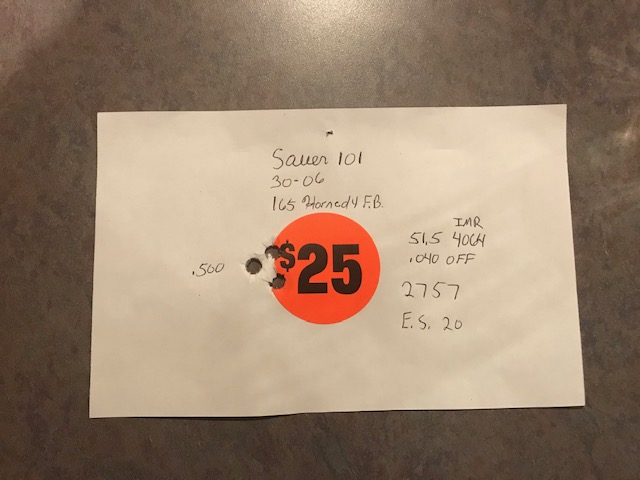 Sauer 101
30-06
165 Hornady F.B.
IMR
51.5 4064
.040 OFF
.500
$25
2757
E.S. 20